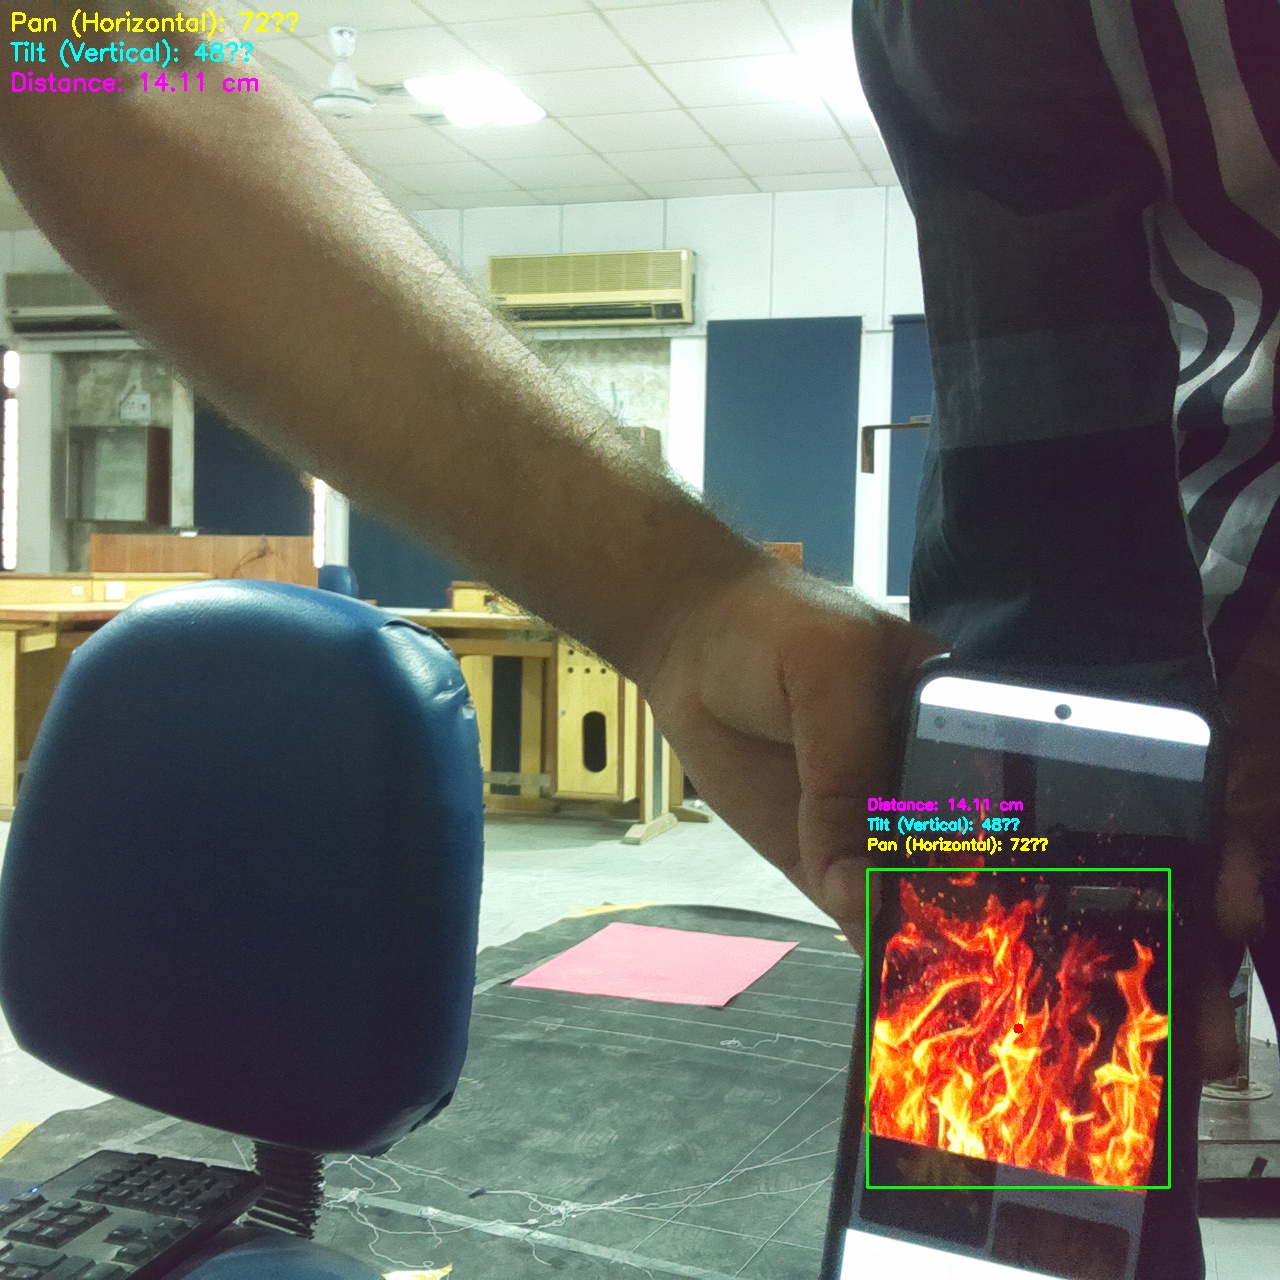 Pan (Horizontal): 72??
Tilt (Vertical): 48??
Distance: 14.11 cm
Distance: 14.11 cm
Tilt (Vertical): 48??
Pan (Horizontal): 72??